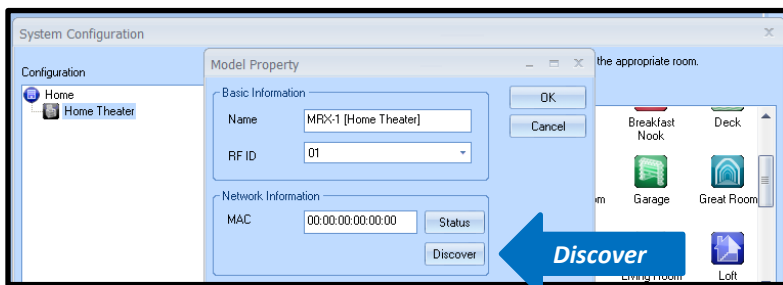 System Configuration
Model Property
the appropriate room.
Configuration
Home
Home Theater
Basic Information
Name
MRX-1 [Home Theater]
RF ID
01
OK
Cancel
Network Information
MAC
00:00:00:00:00:00
Status
Discover
Discover
Breakfast
Nook
Deck
Garage
Great Room
Living Room
Loft